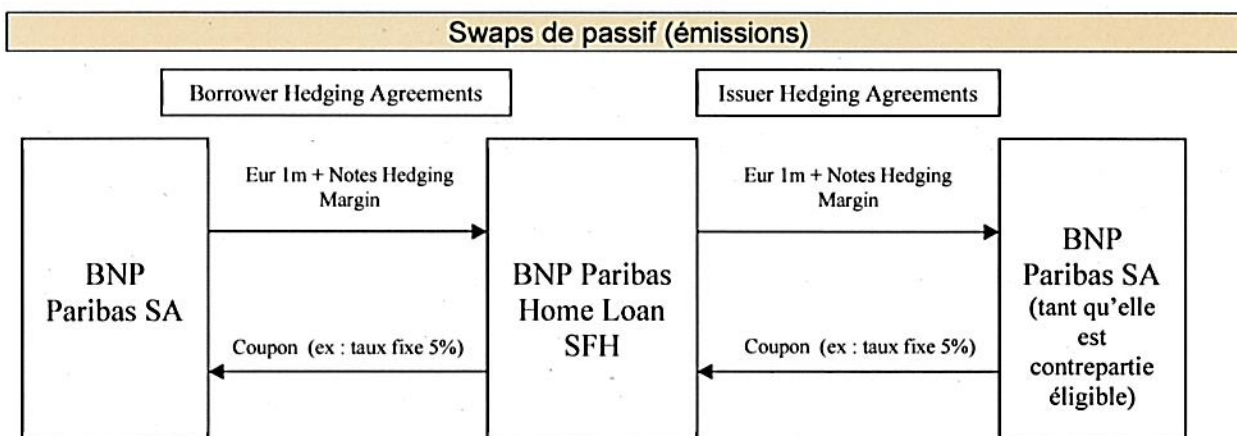 Swaps de passif (émissions)
Borrower Hedging Agreements
Issuer Hedging Agreements
BNP
Paribas SA
Eur 1m + Notes Hedging
Margin
Coupon (ex : taux fixe 5%)
BNP Paribas
Home Loan
SFH
Eur 1m + Notes Hedging
Margin
Coupon (ex : taux fixe 5%)
BNP
Paribas SA
(tant qu'elle
est
contrepartie
éligible)